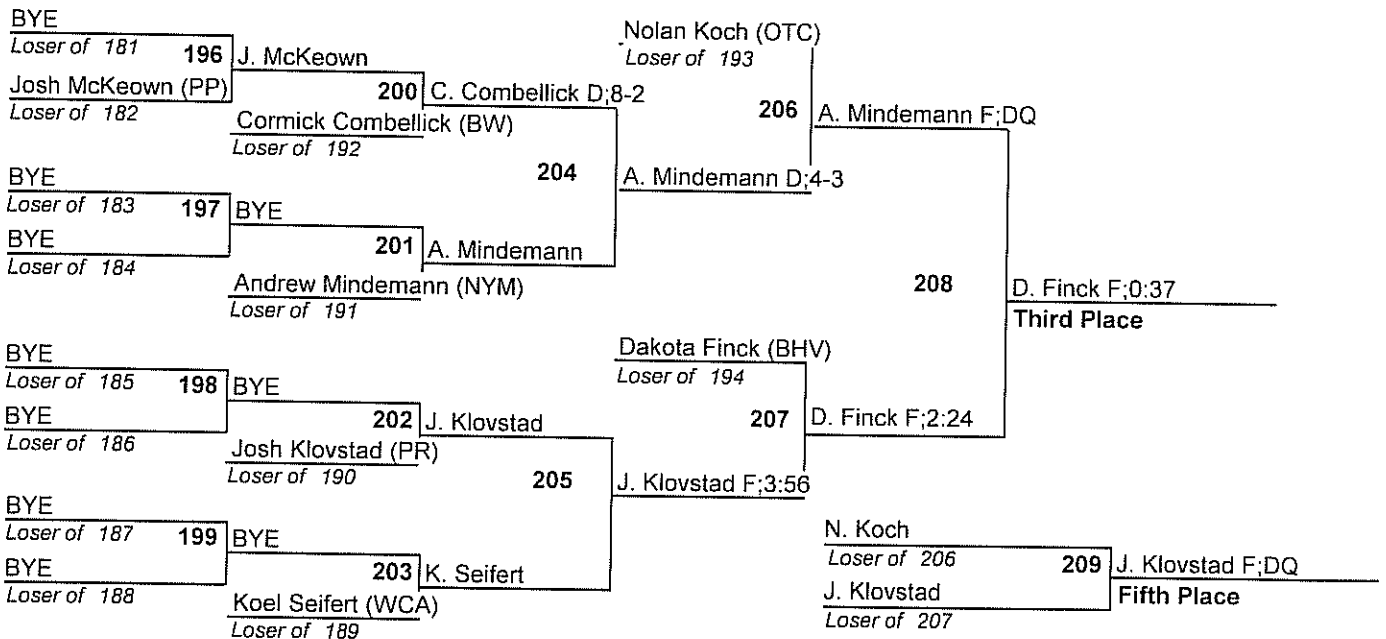 BYE
Loser of 181
196
J. McKeown
Josh McKeown (PP)
Loser of 182
200
C. Combellick D;8-2
Cormick Combellick (BW)
Loser of 192
BYE
Loser of 183
197
BYE
BYE
Loser of 184
201
A. Mindemann
Andrew Mindemann (NYM)
Loser of 191
204
A. Mindemann D;4-3
Nolan Koch (OTC)
Loser of 193
206
A. Mindemann F;DQ
BYE
Loser of 185
198
BYE
BYE
Loser of 186
202
J. Klovstad
Josh Klovstad (PR)
Loser of 190
BYE
Loser of 187
199
BYE
BYE
Loser of 188
203
K. Seifert
Koel Seifert (WCA)
Loser of 189
205
J. Klovstad F;3:56
Dakota Finck (BHV)
Loser of 194
207
D. Finck F;2:24
208
D. Finck F;0:37
Third Place
N. Koch
Loser of 206
209
J. Klovstad F;DQ
J. Klovstad
Loser of 207
Fifth Place